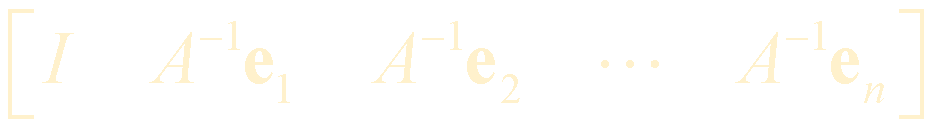 [ I A⁻¹e₁ A⁻¹e₂ ⋯ A⁻¹eₙ ]